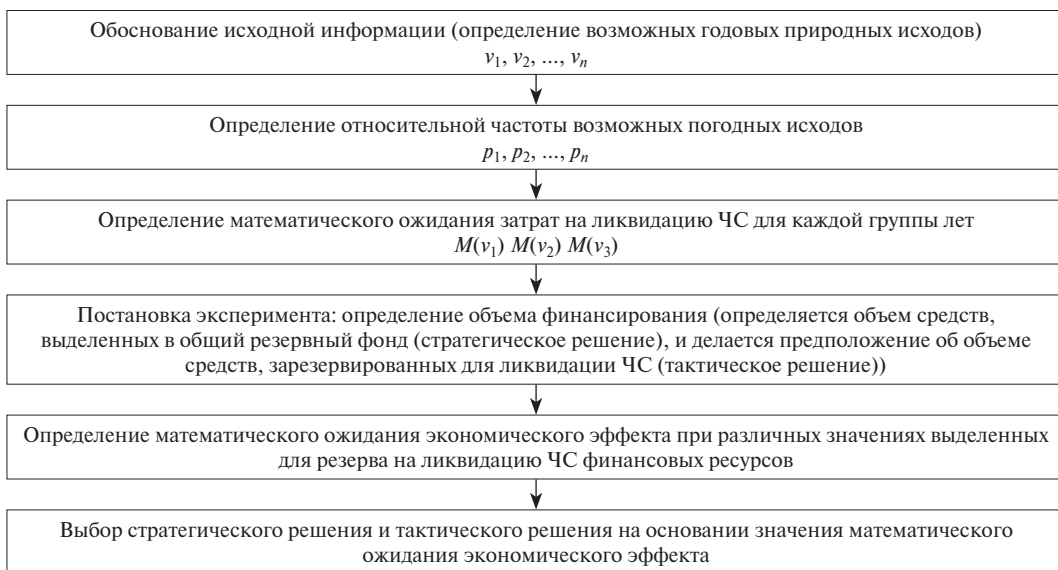 Обоснование исходной информации (определение возможных годовых природных исходов)
v1, v2, ..., vn
Определение относительной частоты возможных погодных исходов
p1, p2, ..., pn
Определение математического ожидания затрат на ликвидацию ЧС для каждой группы лет
M(v1) M(v2) M(v3)
Постановка эксперимента: определение объема финансирования (определяется объем средств,
выделенных в общий резервный фонд (стратегическое решение), и делается предположение об объеме
средств, зарезервированных для ликвидации ЧС (тактическое решение))
Определение математического ожидания экономического эффекта при различных значениях выделенных
для резерва на ликвидацию ЧС финансовых ресурсов
Выбор стратегического решения и тактического решения на основании значения математического
ожидания экономического эффекта